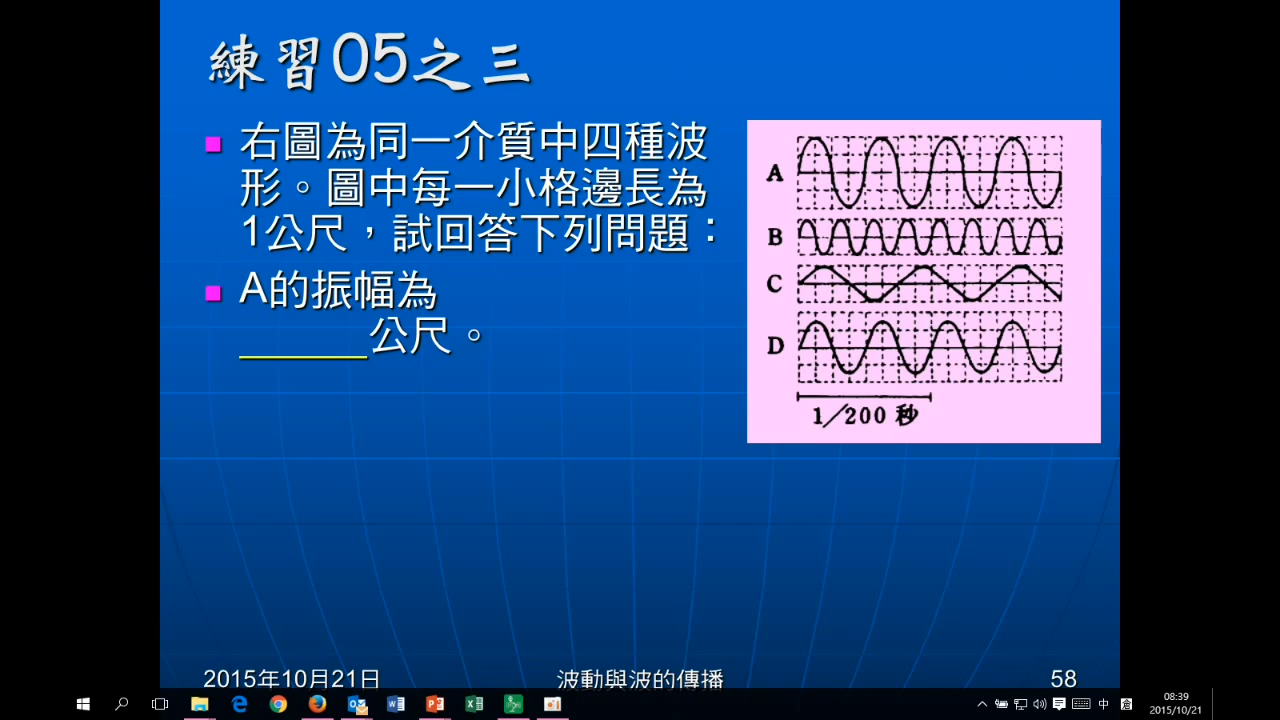 練習05之三
右圖為同一介質中四種波
形。圖中每一小格邊長為
1公尺，試回答下列問題：
A的振幅為
______公尺。
A
B
C
D
1/200 秒
2015年10月21日
波動與波的傳播
58
中
08:39
2015/10/21